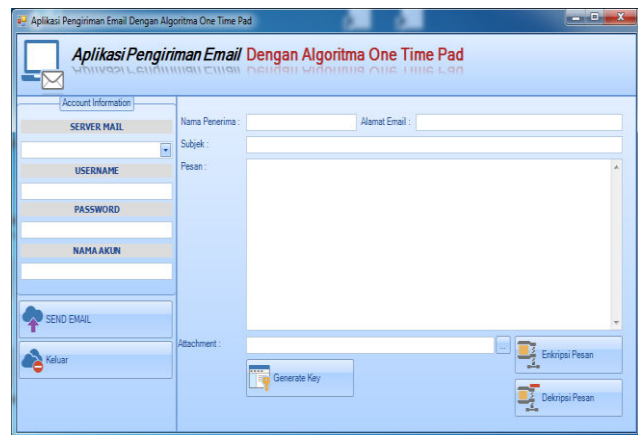 Aplikasi Pengiriman Email Dengan Algoritma One Time Pad
Aplikasi Pengiriman Email Dengan Algoritma One Time Pad
Account Information
SERVER MAIL
USERNAME
PASSWORD
NAMA AKUN
SEND EMAIL
Keluar
Nama Penerima : Alamat Email :
Subjek :
Pesan :
Attachment : ...
Generate Key
Enkripsi Pesan
Dekripsi Pesan